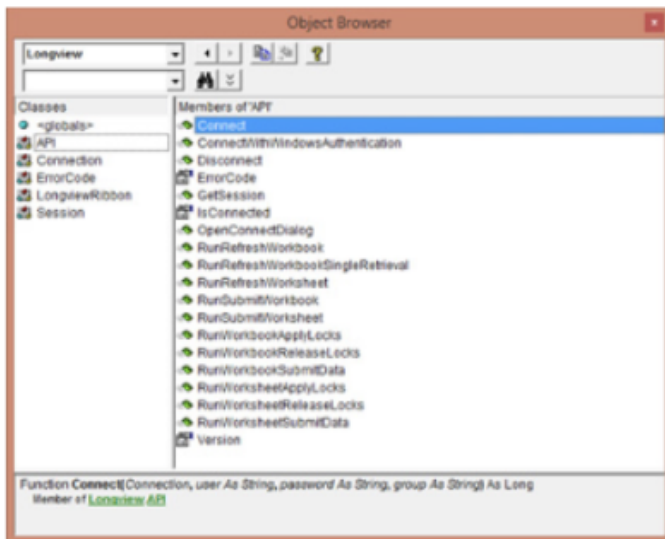 Object Browser
Longview
Classes
Members of 'API'
<globals>
API
Connection
ErrorCode
LongviewRibbon
Session
Connect
ConnectWithWindowsAuthentication
Disconnect
ErrorCode
GetSession
IsConnected
OpenConnectDialog
RunRefreshWorkbook
RunRefreshWorkbookSingleRetrieval
RunRefreshWorksheet
RunSubmitWorkbook
RunSubmitWorksheet
RunWorkbookApplyLocks
RunWorkbookReleaseLocks
RunWorkbookSubmitData
RunWorksheetApplyLocks
RunWorksheetReleaseLocks
RunWorksheetSubmitData
Version
Function Connect(Connection, user As String, password As String, group As String) As Long
Member of Longview.API